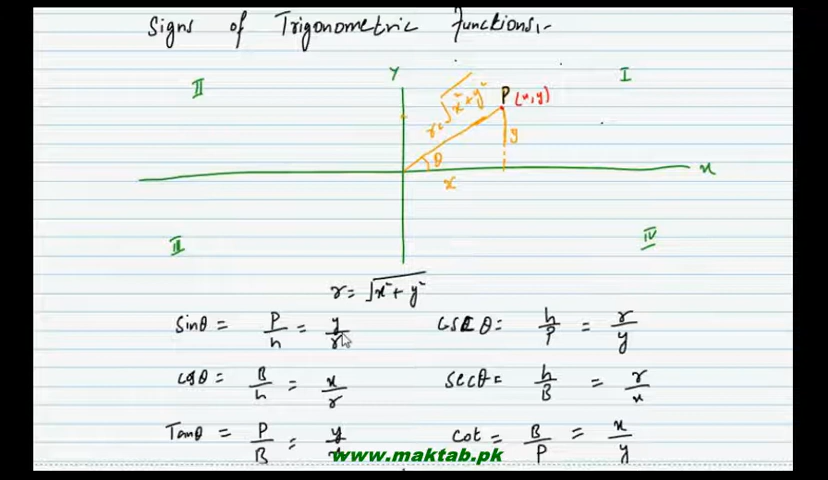 Signs of Trigonometric Functions:-
II Y I
r=√x²+y² P (x,y)
θ y
x
x
III IV
r = √x²+y²
Sinθ = P/h = y/r CSCθ = h/P = r/y
cosθ = B/h = x/r secθ = h/B = r/x
Tanθ = P/B = y/x cot = B/P = x/y
www.maktab.pk